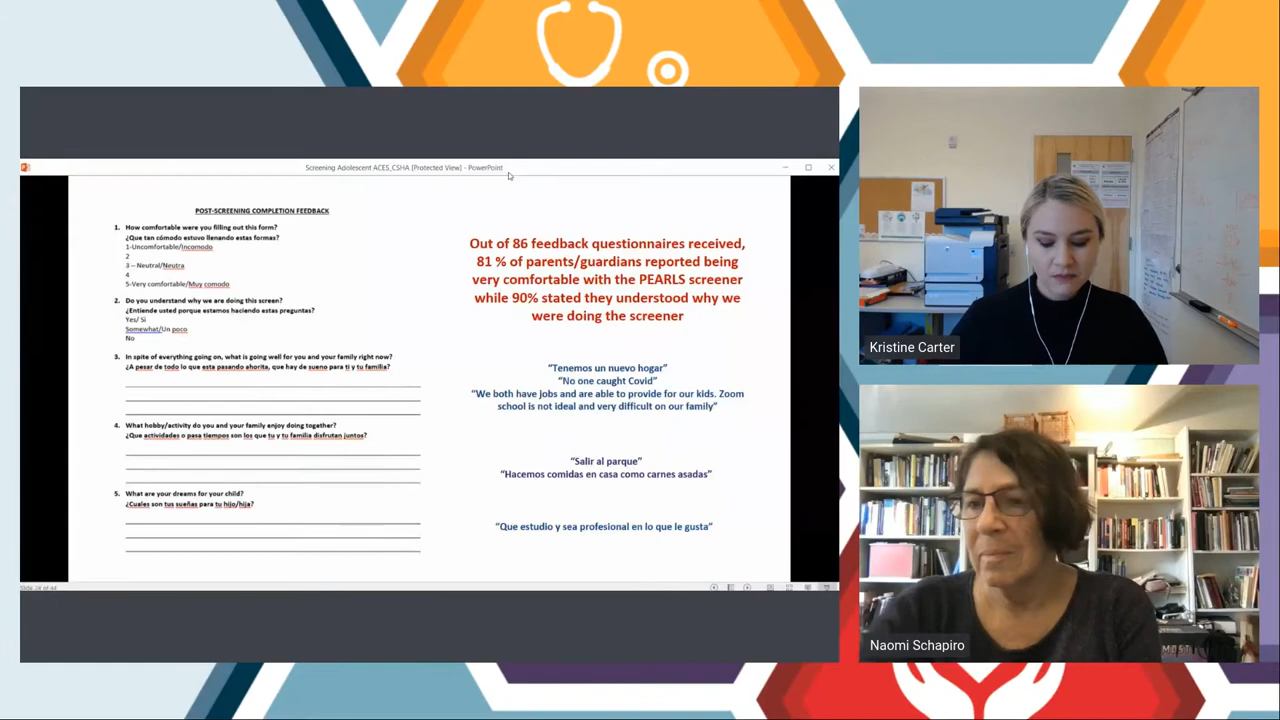 Screening Adolescent ACES_CSHA [Protected View] - PowerPoint
POST-SCREENING COMPLETION FEEDBACK
1. How comfortable were you filling out this form?
¿Que tan cómodo estuvo llenando estas formas?
1-Uncomfortable/Incomodo
2
3 – Neutral/Neutra
4
5-Very comfortable/Muy comodo
2. Do you understand why we are doing this screen?
¿Entiende usted porque estamos haciendo estas preguntas?
Yes/ Si
Somewhat/Un poco
No
3. In spite of everything going on, what is going well for you and your family right now?
¿A pesar de todo lo que esta pasando ahorita, que hay de sueno para ti y tu familia?
4. What hobby/activity do you and your family enjoy doing together?
¿Que actividades o pasa tiempos son los que tu y tu familia disfrutan juntos?
5. What are your dreams for your child?
¿Cuales son tus sueñas para tu hijo/hija?
Out of 86 feedback questionnaires received,
81 % of parents/guardians reported being
very comfortable with the PEARLS screener
while 90% stated they understood why we
were doing the screener
“Tenemos un nuevo hogar”
“No one caught Covid”
“We both have jobs and are able to provide for our kids. Zoom
school is not ideal and very difficult on our family”
“Salir al parque”
“Hacemos comidas en casa como carnes asadas”
“Que estudio y sea profesional en lo que le gusta”
Kristine Carter
Naomi Schapiro